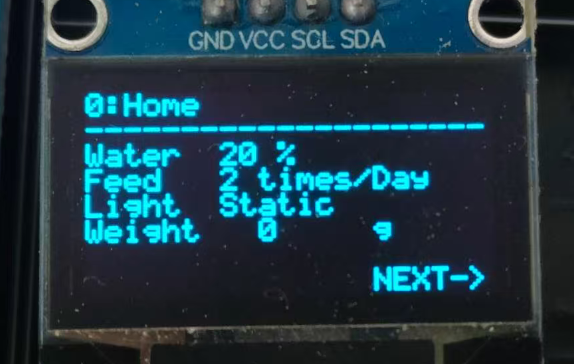 GND VCC SCL SDA
0:Home
--------------------
Water 20 %
Feed 2 times/Day
Light Static
Weight 0 g
NEXT->